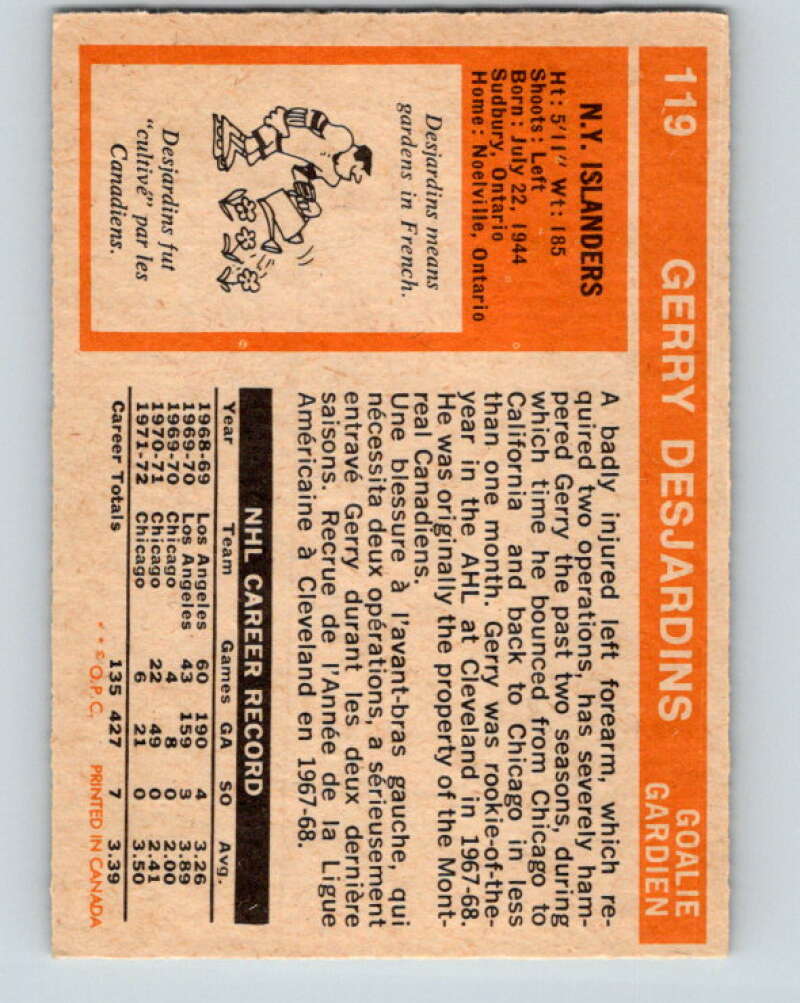 119 GERRY DESJARDINS GOALIE
GARDIEN
N.Y. ISLANDERS
Ht: 5'11" Wt: 185
Shoots: Left
Born: July 22, 1944
Sudbury, Ontario
Home: Noelville, Ontario
Desjardins means
gardens in French.
Desjardins fut
"cultivé" par les
Canadiens.
A badly injured left forearm, which re-
quired two operations, has severely ham-
pered Gerry the past two seasons, during
which time he bounced from Chicago to
California and back to Chicago in less
than one month. Gerry was rookie-of-the-
year in the AHL at Cleveland in 1967-68.
He was originally the property of the Mont-
real Canadiens.
Une blessure à l'avant-bras gauche, qui
nécessita deux opérations, a sérieusement
entravé Gerry durant les deux dernière
saisons. Recrue de l'Année de la Ligue
Américaine à Cleveland en 1967-68.
NHL CAREER RECORD
Year Team Games GA SO Avg.
1968-69 Los Angeles 60 190 4 3.26
1969-70 Los Angeles 43 159 3 3.89
1969-70 Chicago 4 8 0 2.00
1970-71 Chicago 22 49 0 2.41
1971-72 Chicago 6 21 0 3.50
Career Totals 135 427 7 3.39
* * © O.P.C. PRINTED IN CANADA